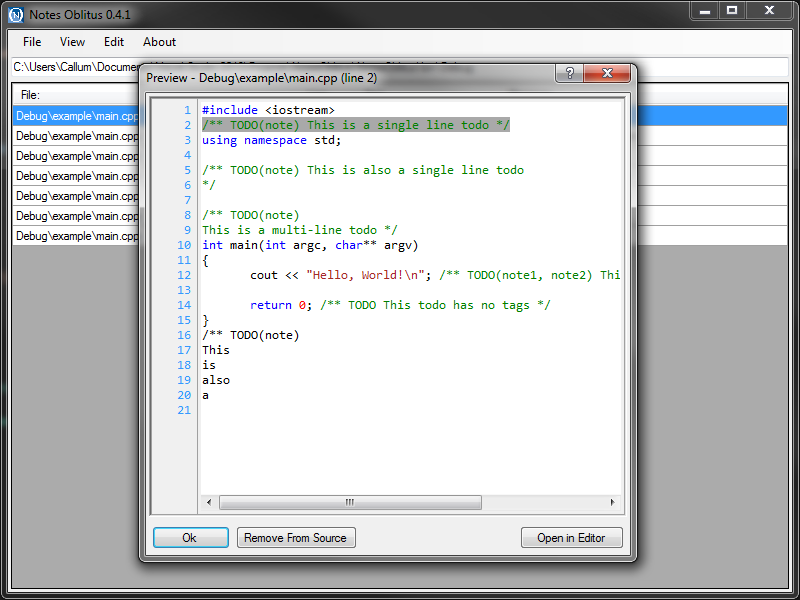 Notes Oblitus 0.4.1
File View Edit About
C:\Users\Callum\Documen
File:
Debug\example\main.cpp
Debug\example\main.cpp
Debug\example\main.cpp
Debug\example\main.cpp
Debug\example\main.cpp
Debug\example\main.cpp
Debug\example\main.cpp
Preview - Debug\example\main.cpp (line 2)
1 #include <iostream>
2 /** TODO(note) This is a single line todo */
3 using namespace std;
4
5 /** TODO(note) This is also a single line todo
6 */
7
8 /** TODO(note)
9 This is a multi-line todo */
10 int main(int argc, char** argv)
11 {
12 cout << "Hello, World!\n"; /** TODO(note1, note2) Thi
13
14 return 0; /** TODO This todo has no tags */
15 }
16 /** TODO(note)
17 This
18 is
19 also
20 a
21
Ok Remove From Source Open in Editor